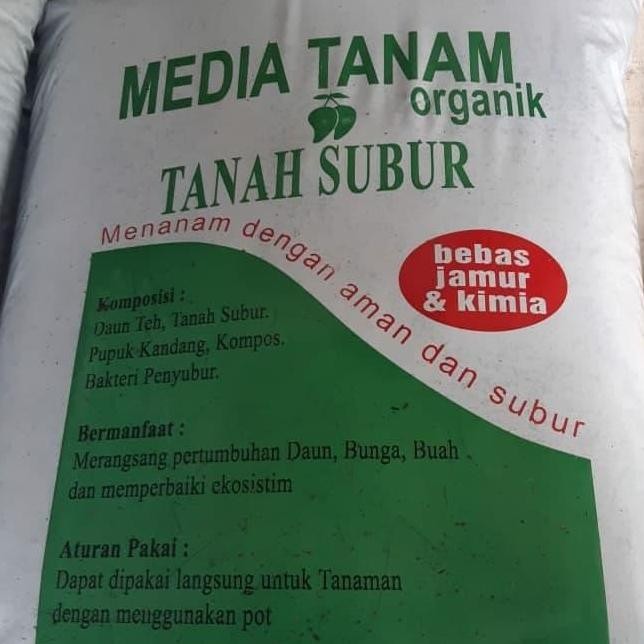 MEDIA TANAM
organik
TANAH SUBUR
Menanam dengan aman dan subur
bebas
jamur
& kimia
Komposisi :
Daun Teh, Tanah Subur.
Pupuk Kandang, Kompos.
Bakteri Penyubur.
Bermanfaat :
Merangsang pertumbuhan Daun, Bunga, Buah
dan memperbaiki ekosistim
Aturan Pakai :
Dapat dipakai langsung untuk Tanaman
dengan menggunakan pot